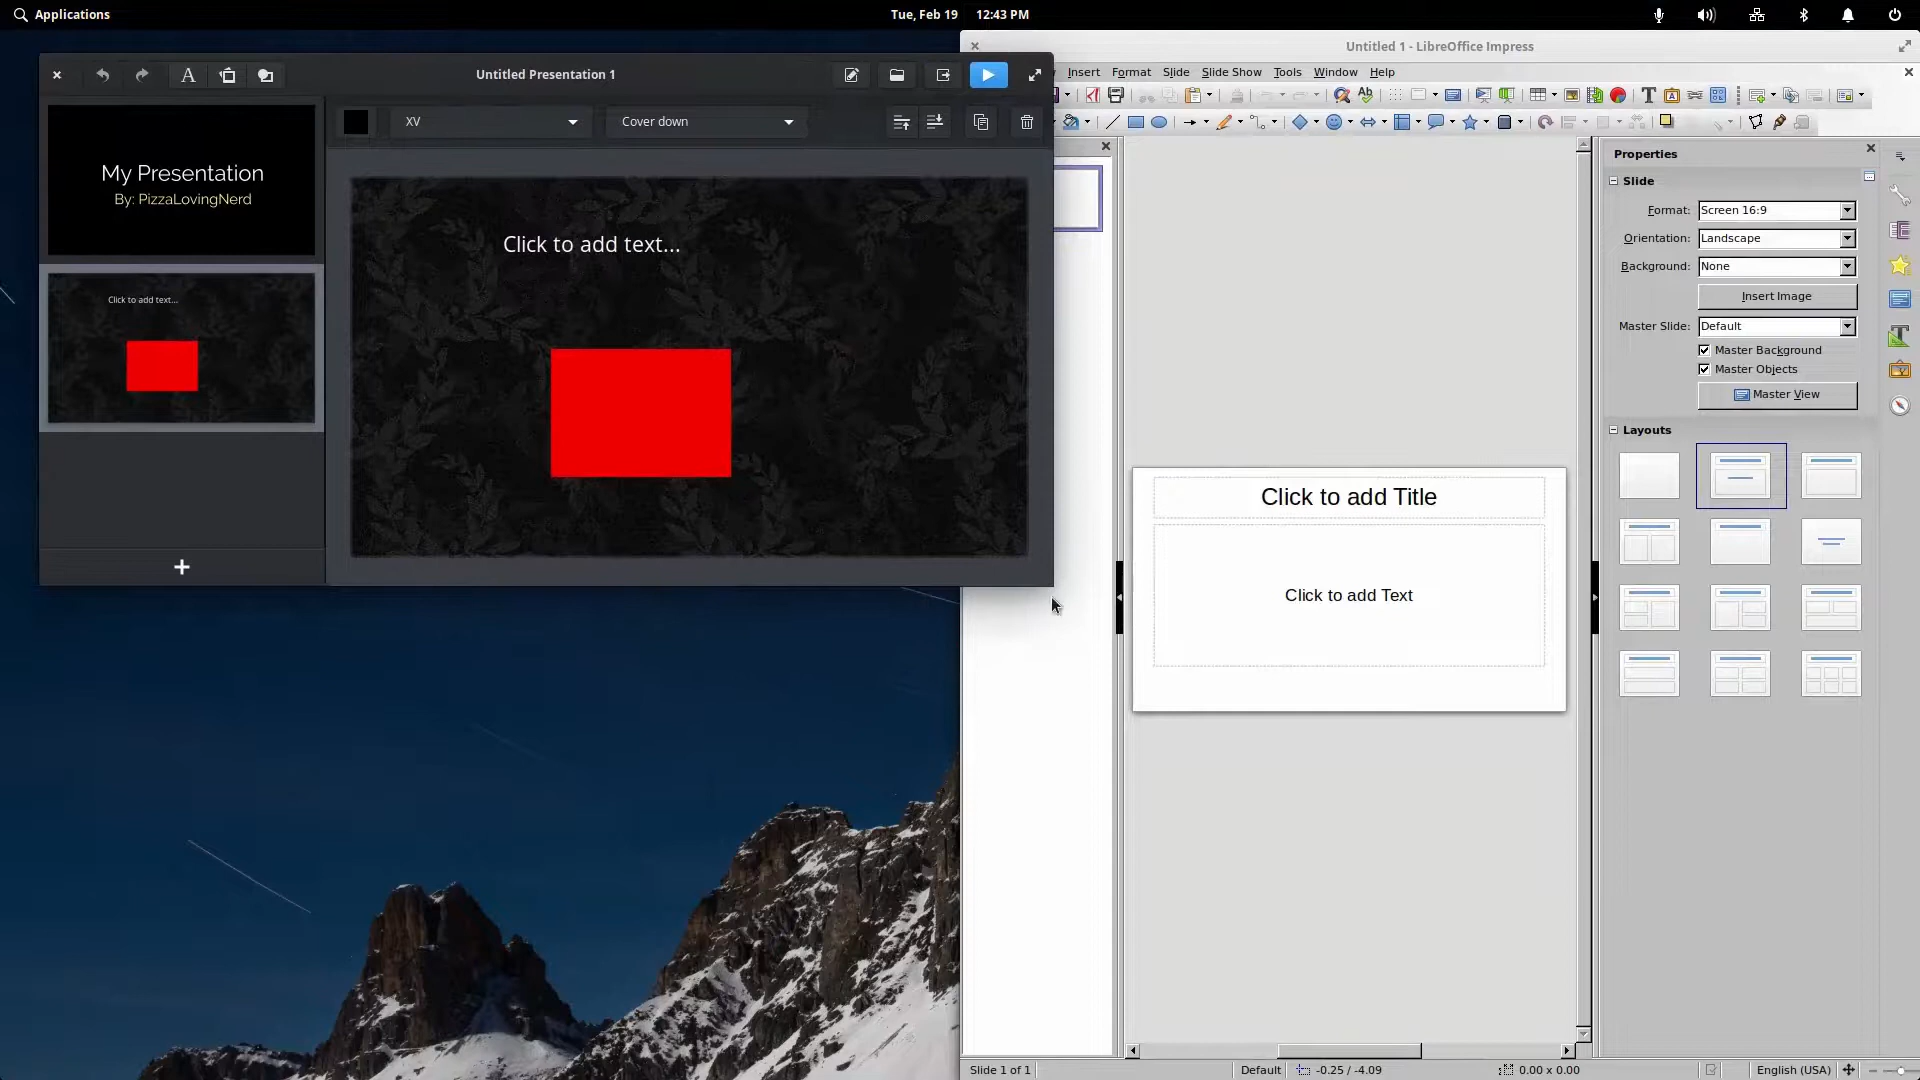 Applications
Tue, Feb 19 12:43 PM
Untitled Presentation 1
XV
Cover down
My Presentation
By: PizzaLovingNerd
Click to add text...
Click to add text...
Untitled 1 - LibreOffice Impress
Insert Format Slide Slide Show Tools Window Help
Properties
Slide
Format: Screen 16:9
Orientation: Landscape
Background: None
Insert Image
Master Slide: Default
Master Background
Master Objects
Master View
Layouts
Click to add Title
Click to add Text
Slide 1 of 1
Default
-0.25 / -4.09
0.00 x 0.00
English (USA)